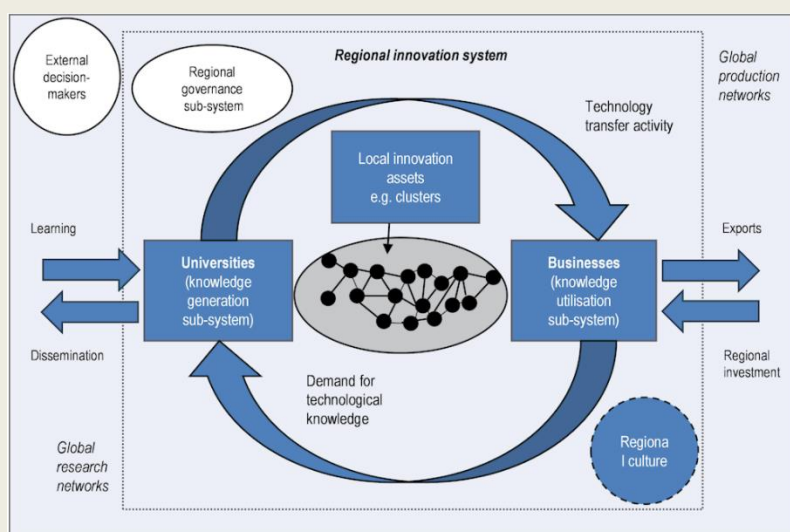 External
decision-
makers
Regional
governance
sub-system
Regional innovation system
Global
production
networks
Technology
transfer activity
Local innovation
assets
e.g. clusters
Learning
Universities
(knowledge
generation
sub-system)
Businesses
(knowledge
utilisation
sub-system)
Exports
Dissemination
Regional
investment
Demand for
technological
knowledge
Regiona
l culture
Global
research
networks